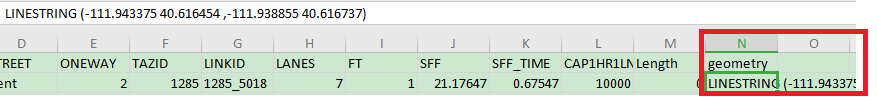 LINESTRING (-111.943375 40.616454 ,-111.938855 40.616737)
D E F G H I J K L M N O
TREET ONEWAY TAZID LINKID LANES FT SFF SFF_TIME CAP1HR1LN Length geometry
ent 2 1285 1285_5018 7 1 21.17647 0.67547 10000 LINESTRING (-111.943375